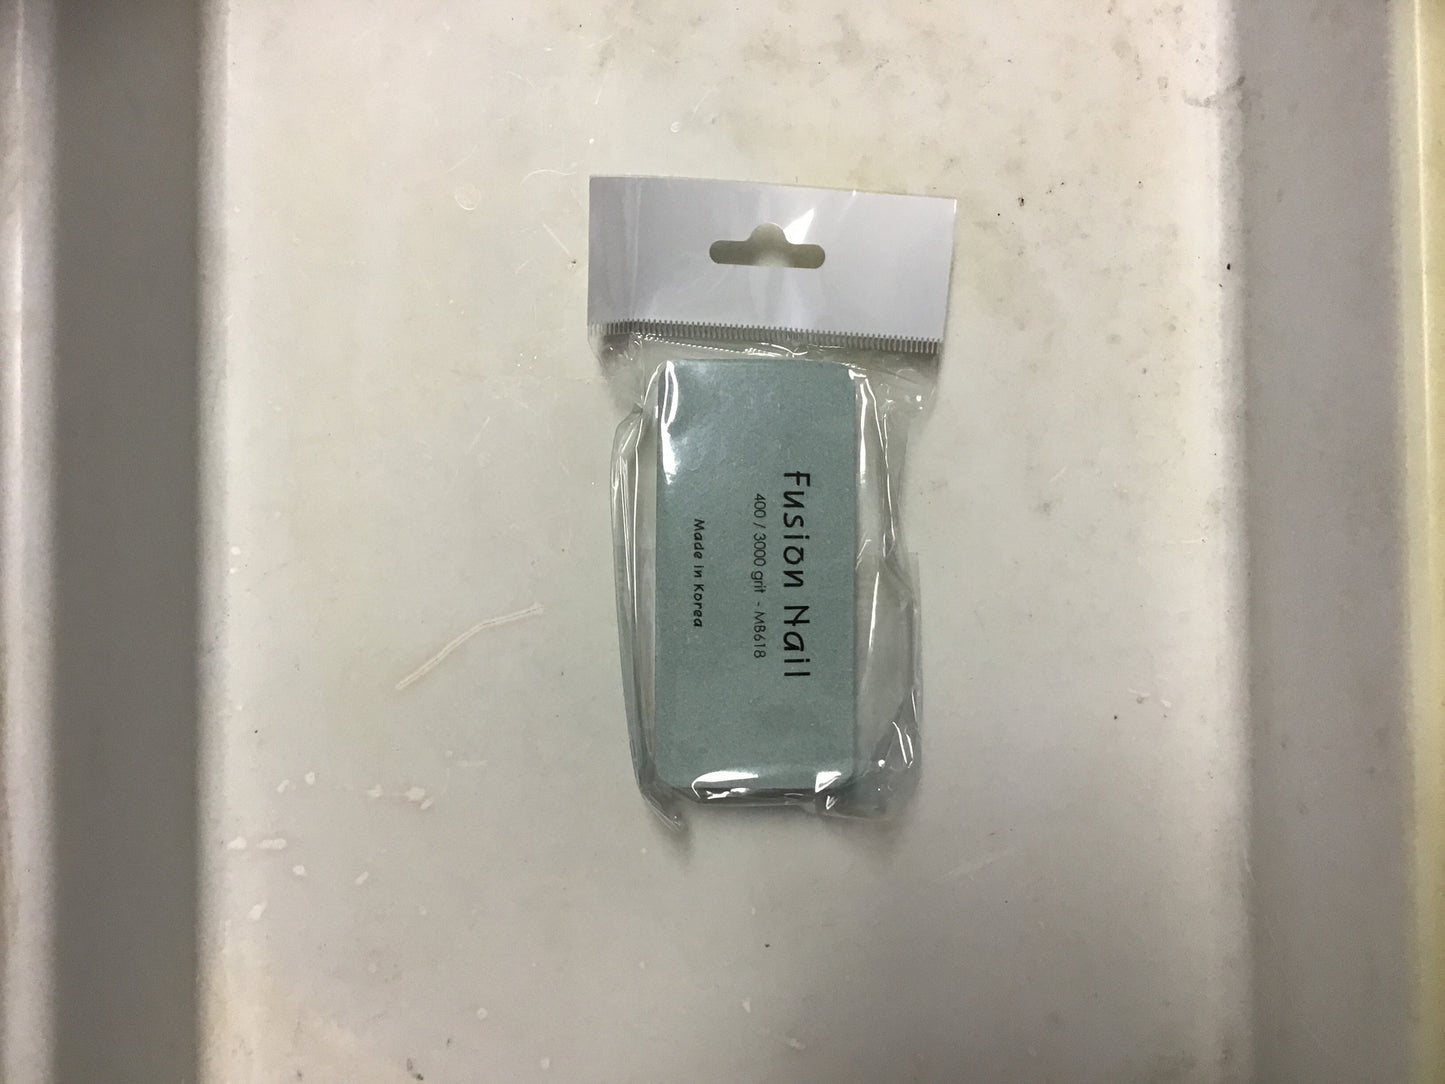 Fusion Nail
400 / 3000 grit - MB618
Made in Korea